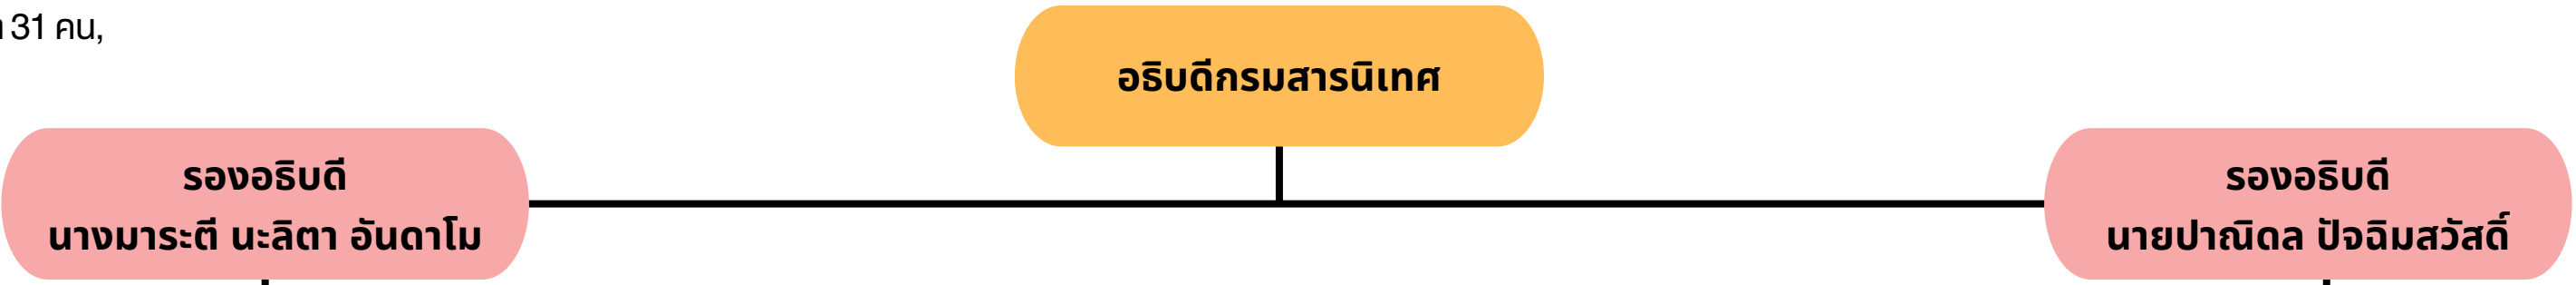 31 คน,
อธิบดีกรมสารนิเทศ
รองอธิบดี
นางมาระตี นะลิตา อันดาโม
รองอธิบดี
นายปาณิดล ปัจฉิมสวัสดิ์